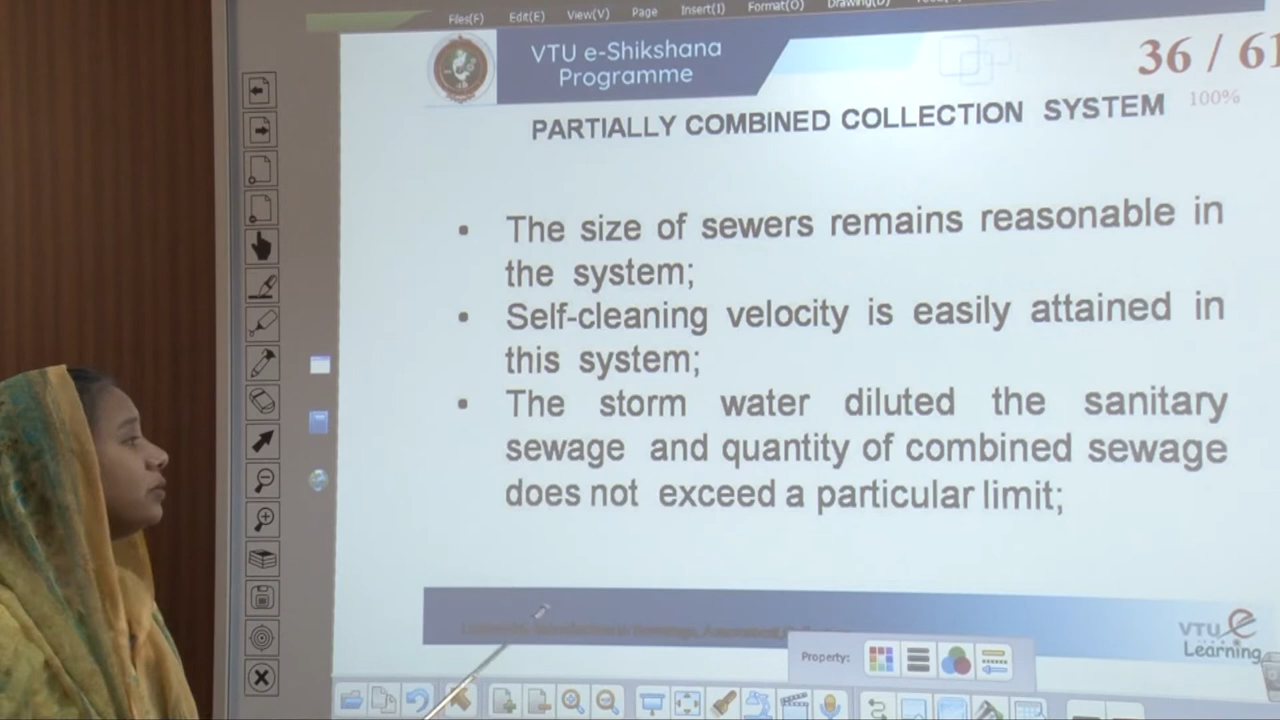 Files(F) Edit(E) View(V) Page Insert(I) Format(O) Drawing(D)
VTU e-Shikshana
Programme
36 / 61
100%
PARTIALLY COMBINED COLLECTION SYSTEM
• The size of sewers remains reasonable in
the system;
• Self-cleaning velocity is easily attained in
this system;
• The storm water diluted the sanitary
sewage and quantity of combined sewage
does not exceed a particular limit;
Property:
VTU e
Learning